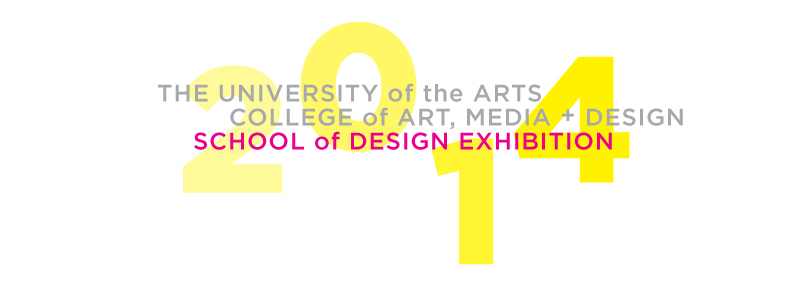 2014
THE UNIVERSITY of the ARTS
COLLEGE of ART, MEDIA + DESIGN
SCHOOL of DESIGN EXHIBITION